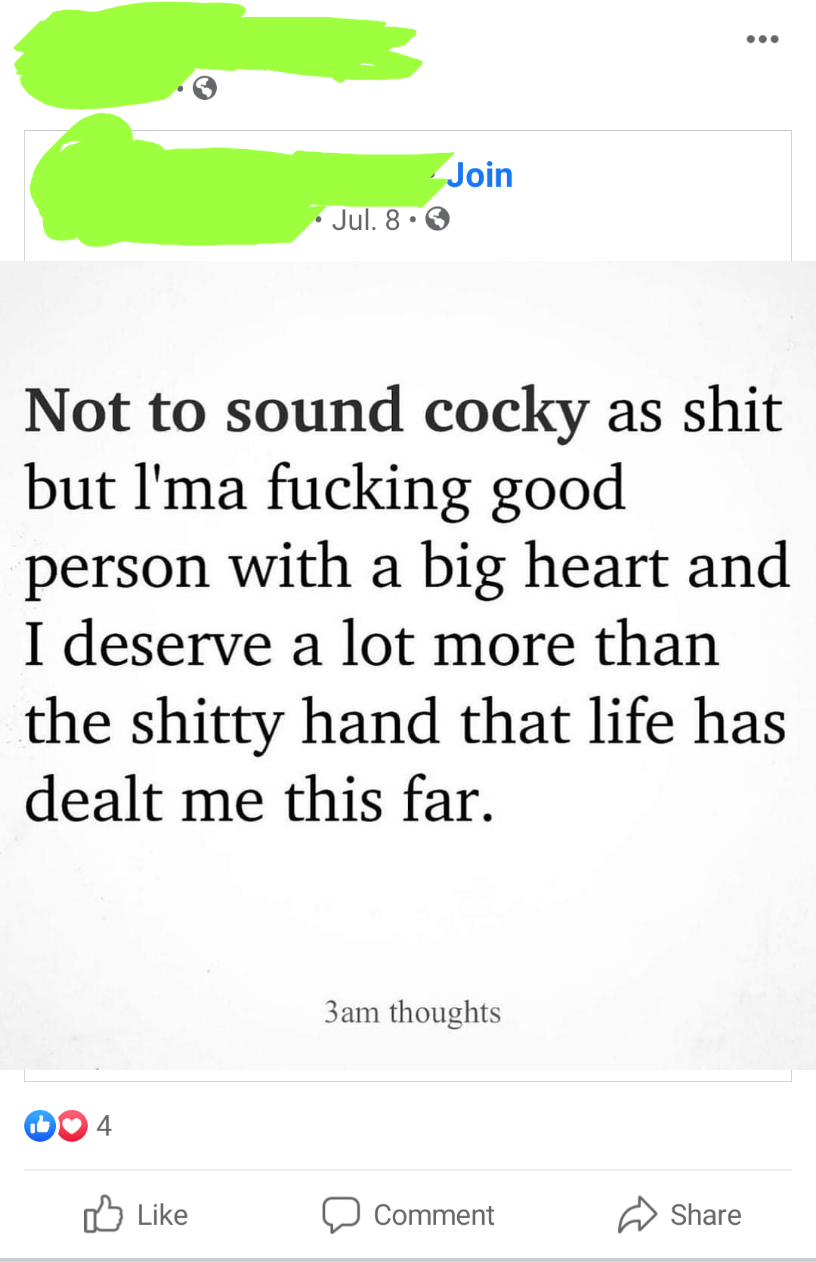 Join
· Jul. 8 ·
Not to sound cocky as shit
but l'ma fucking good
person with a big heart and
I deserve a lot more than
the shitty hand that life has
dealt me this far.
3am thoughts
4
Like
Comment
Share